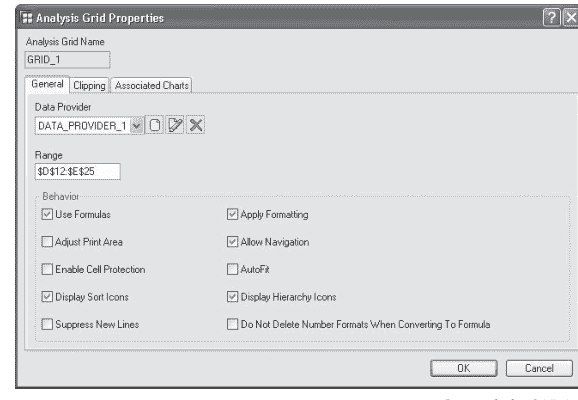 Analysis Grid Properties
Analysis Grid Name
GRID_1
General Clipping Associated Charts
Data Provider
DATA_PROVIDER_1
Range
$D$12:$E$25
Behavior
Use Formulas Apply Formatting
Adjust Print Area Allow Navigation
Enable Cell Protection AutoFit
Display Sort Icons Display Hierarchy Icons
Suppress New Lines Do Not Delete Number Formats When Converting To Formula
OK Cancel